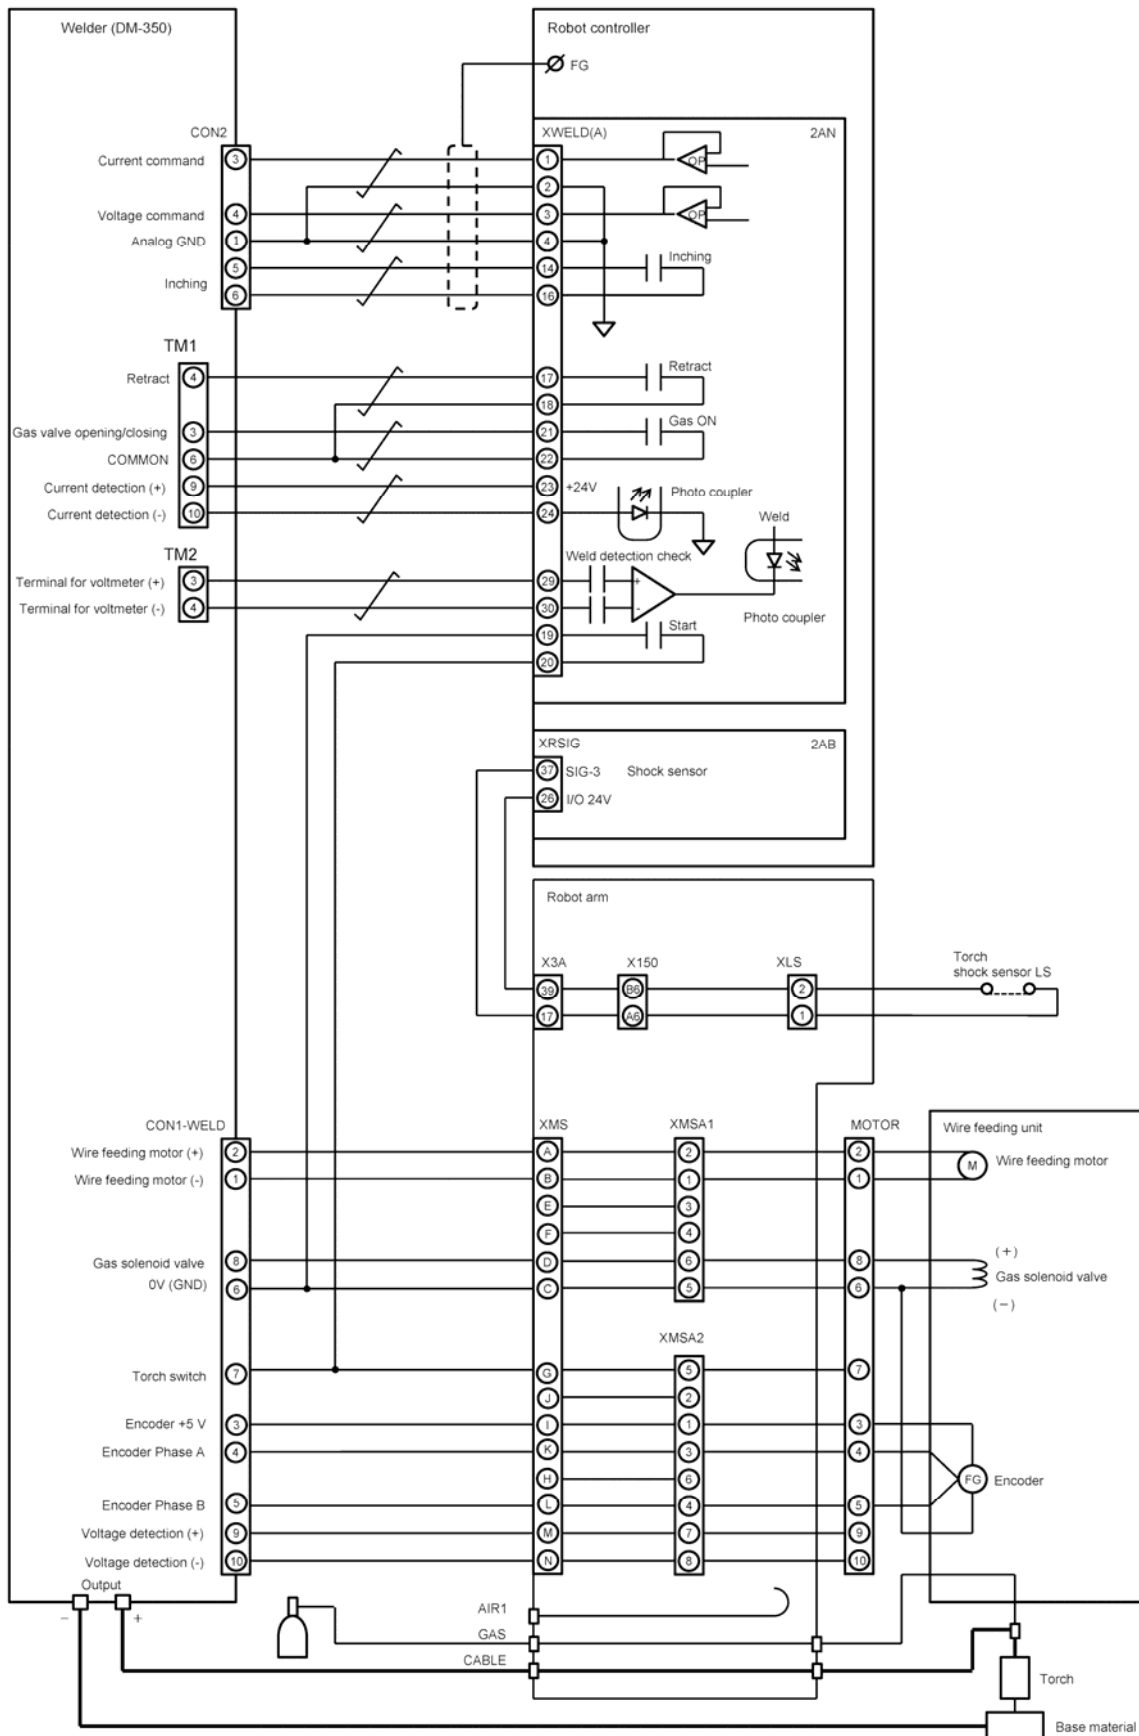 Welder (DM-350)
Robot controller
FG
CON2
XWELD(A)
2AN
Current command
3
1
OP
2
Voltage command
4
3
OP
Analog GND
1
4
5
14
Inching
Inching
6
16
TM1
Retract
4
17
Retract
18
Gas valve opening/closing
3
21
Gas ON
COMMON
6
22
Current detection (+)
9
23
+24V
Current detection (-)
10
24
Photo coupler
Weld
TM2
Weld detection check
Terminal for voltmeter (+)
3
29
+
Terminal for voltmeter (-)
4
30
-
Photo coupler
19
Start
20
XRSIG
2AB
37
SIG-3
Shock sensor
26
I/O 24V
Robot arm
X3A
X150
XLS
Torch
shock sensor LS
39
B6
2
17
A6
1
CON1-WELD
XMS
XMSA1
MOTOR
Wire feeding unit
Wire feeding motor (+)
2
A
2
2
M
Wire feeding motor
Wire feeding motor (-)
1
B
1
1
E
3
F
4
Gas solenoid valve
8
D
6
8
(+)
Gas solenoid valve
0V (GND)
6
C
5
6
(-)
XMSA2
Torch switch
7
G
5
7
J
2
Encoder +5 V
3
I
1
3
Encoder Phase A
4
K
3
4
H
6
FG
Encoder
Encoder Phase B
5
L
4
5
Voltage detection (+)
9
M
7
9
Voltage detection (-)
10
N
8
10
Output
-
+
AIR1
GAS
CABLE
Torch
Base material